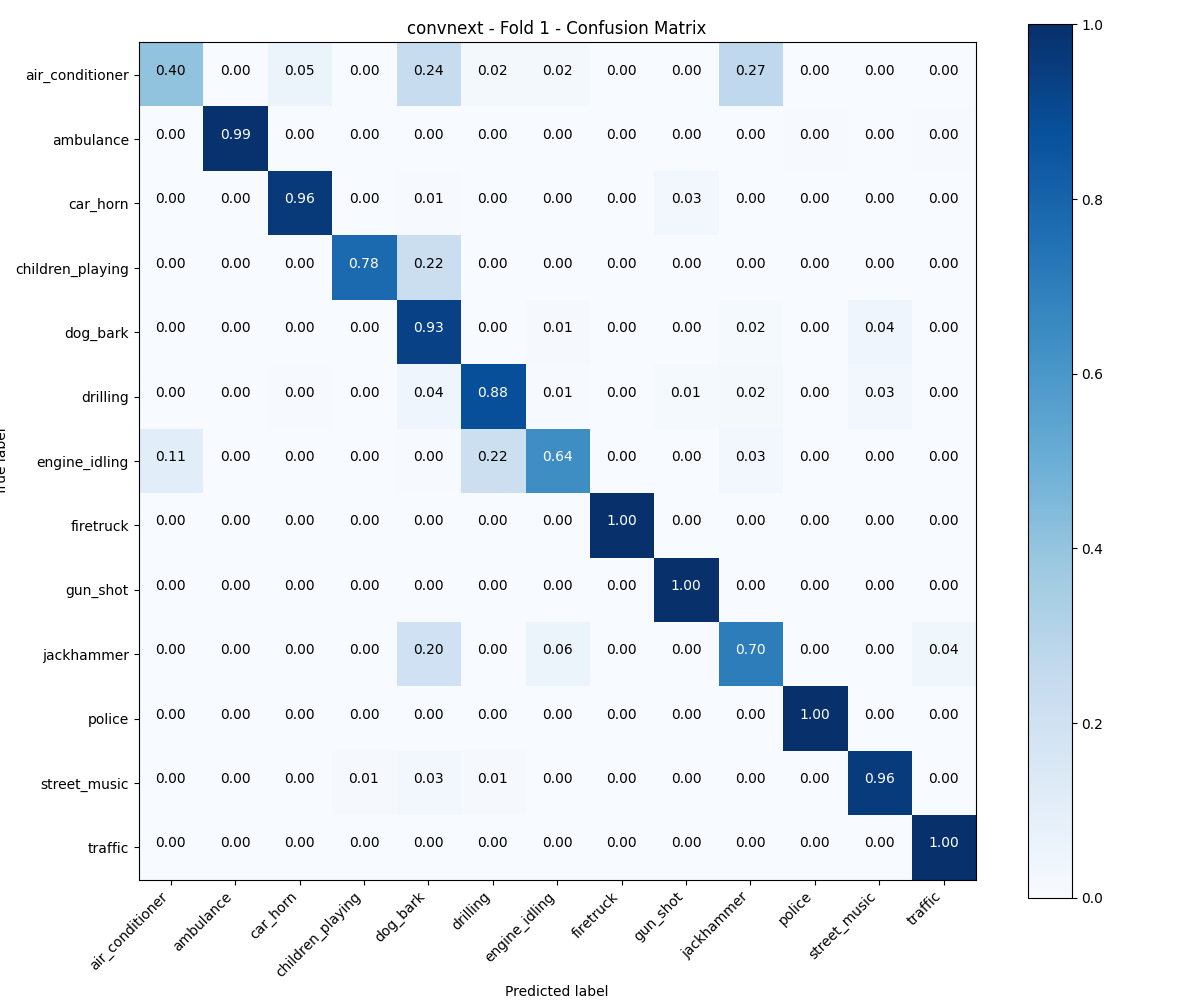 convnext - Fold 1 - Confusion Matrix
air_conditioner 0.40 0.00 0.05 0.00 0.24 0.02 0.02 0.00 0.00 0.27 0.00 0.00 0.00
ambulance 0.00 0.99 0.00 0.00 0.00 0.00 0.00 0.00 0.00 0.00 0.00 0.00 0.00
car_horn 0.00 0.00 0.96 0.00 0.01 0.00 0.00 0.00 0.03 0.00 0.00 0.00 0.00
children_playing 0.00 0.00 0.00 0.78 0.22 0.00 0.00 0.00 0.00 0.00 0.00 0.00 0.00
dog_bark 0.00 0.00 0.00 0.00 0.93 0.00 0.01 0.00 0.00 0.02 0.00 0.04 0.00
drilling 0.00 0.00 0.00 0.00 0.04 0.88 0.01 0.00 0.01 0.02 0.00 0.03 0.00
engine_idling 0.11 0.00 0.00 0.00 0.00 0.22 0.64 0.00 0.00 0.03 0.00 0.00 0.00
firetruck 0.00 0.00 0.00 0.00 0.00 0.00 0.00 1.00 0.00 0.00 0.00 0.00 0.00
gun_shot 0.00 0.00 0.00 0.00 0.00 0.00 0.00 0.00 1.00 0.00 0.00 0.00 0.00
jackhammer 0.00 0.00 0.00 0.00 0.20 0.00 0.06 0.00 0.00 0.70 0.00 0.00 0.04
police 0.00 0.00 0.00 0.00 0.00 0.00 0.00 0.00 0.00 0.00 1.00 0.00 0.00
street_music 0.00 0.00 0.00 0.01 0.03 0.01 0.00 0.00 0.00 0.00 0.00 0.96 0.00
traffic 0.00 0.00 0.00 0.00 0.00 0.00 0.00 0.00 0.00 0.00 0.00 0.00 1.00
air_conditioner ambulance car_horn children_playing dog_bark drilling engine_idling firetruck gun_shot jackhammer police street_music traffic
Predicted label
1.0
0.8
0.6
0.4
0.2
0.0